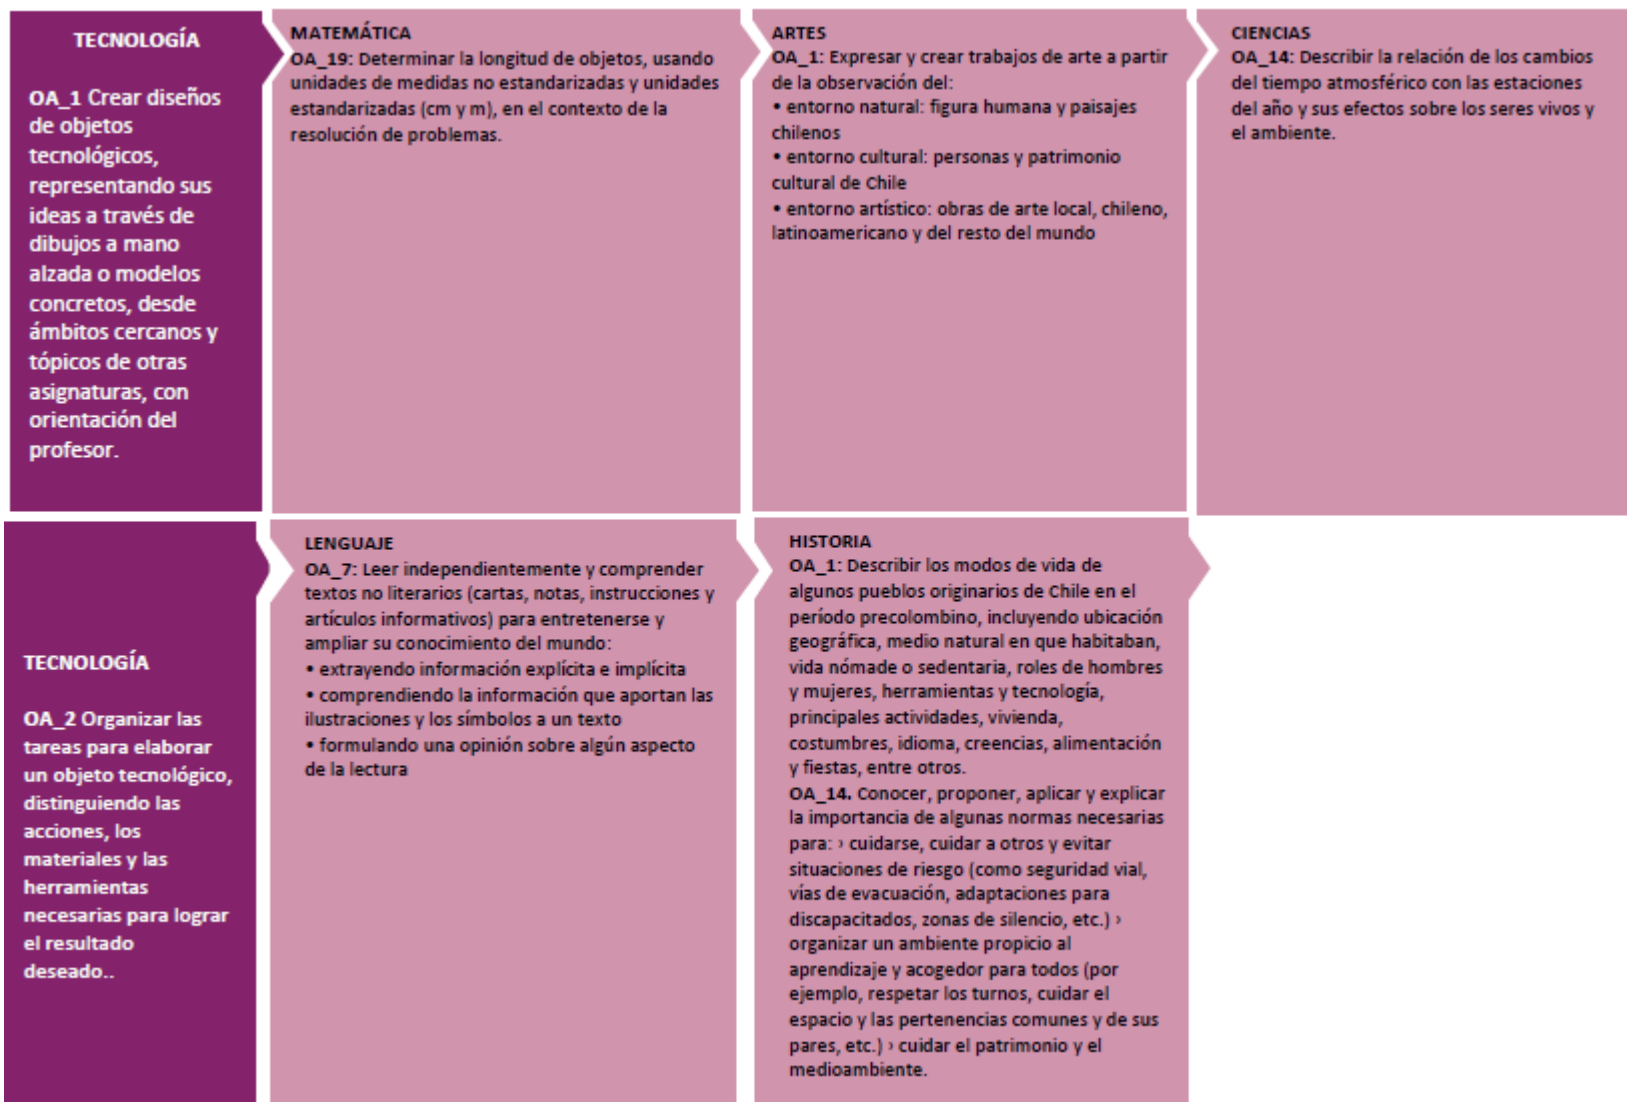 TECNOLOGÍA
OA_1 Crear diseños
de objetos
tecnológicos,
representando sus
ideas a través de
dibujos a mano
alzada o modelos
concretos, desde
ámbitos cercanos y
tópicos de otras
asignaturas, con
orientación del
profesor.
MATEMÁTICA
OA_19: Determinar la longitud de objetos, usando
unidades de medidas no estandarizadas y unidades
estandarizadas (cm y m), en el contexto de la
resolución de problemas.
ARTES
OA_1: Expresar y crear trabajos de arte a partir
de la observación del:
• entorno natural: figura humana y paisajes
chilenos
• entorno cultural: personas y patrimonio
cultural de Chile
• entorno artístico: obras de arte local, chileno,
latinoamericano y del resto del mundo
CIENCIAS
OA_14: Describir la relación de los cambios
del tiempo atmosférico con las estaciones
del año y sus efectos sobre los seres vivos y
el ambiente.
TECNOLOGÍA
OA_2 Organizar las
tareas para elaborar
un objeto tecnológico,
distinguiendo las
acciones, los
materiales y las
herramientas
necesarias para lograr
el resultado
deseado..
LENGUAJE
OA_7: Leer independientemente y comprender
textos no literarios (cartas, notas, instrucciones y
artículos informativos) para entretenerse y
ampliar su conocimiento del mundo:
• extrayendo información explícita e implícita
• comprendiendo la información que aportan las
ilustraciones y los símbolos a un texto
• formulando una opinión sobre algún aspecto
de la lectura
HISTORIA
OA_1: Describir los modos de vida de
algunos pueblos originarios de Chile en el
período precolombino, incluyendo ubicación
geográfica, medio natural en que habitaban,
vida nómade o sedentaria, roles de hombres
y mujeres, herramientas y tecnología,
principales actividades, vivienda,
costumbres, idioma, creencias, alimentación
y fiestas, entre otros.
OA_14. Conocer, proponer, aplicar y explicar
la importancia de algunas normas necesarias
para: › cuidarse, cuidar a otros y evitar
situaciones de riesgo (como seguridad vial,
vías de evacuación, adaptaciones para
discapacitados, zonas de silencio, etc.) ›
organizar un ambiente propicio al
aprendizaje y acogedor para todos (por
ejemplo, respetar los turnos, cuidar el
espacio y las pertenencias comunes y de sus
pares, etc.) › cuidar el patrimonio y el
medioambiente.